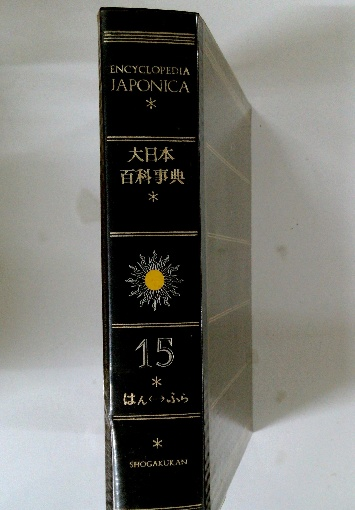 ENCYCLOPEDIA
JAPONICA
*
大日本
百科事典
*
15
*
はん<>ふら
*
SHOGAKUKAN